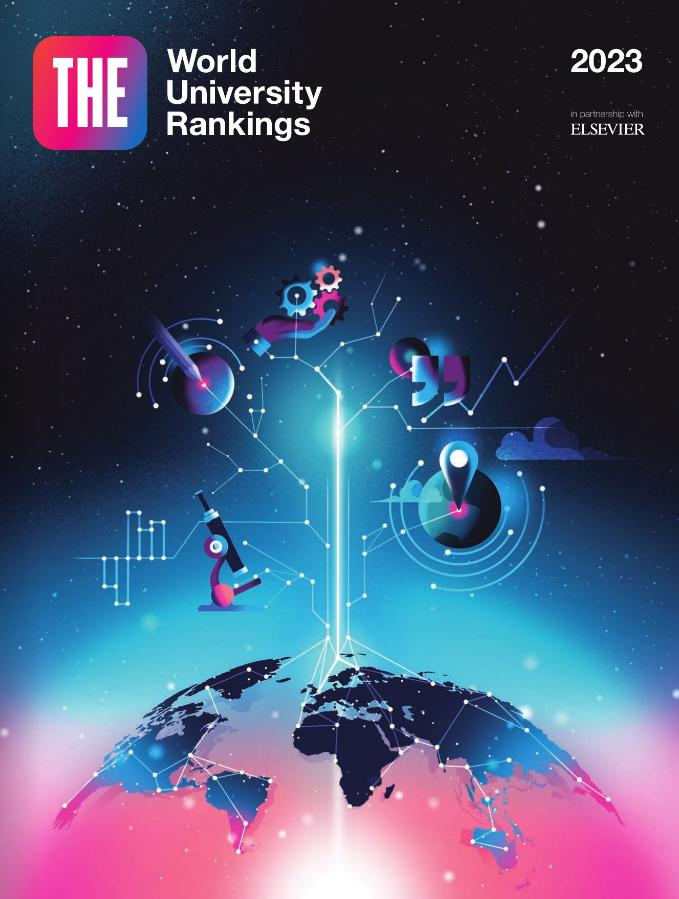 THE
World
University
Rankings
2023
in partnership with
ELSEVIER